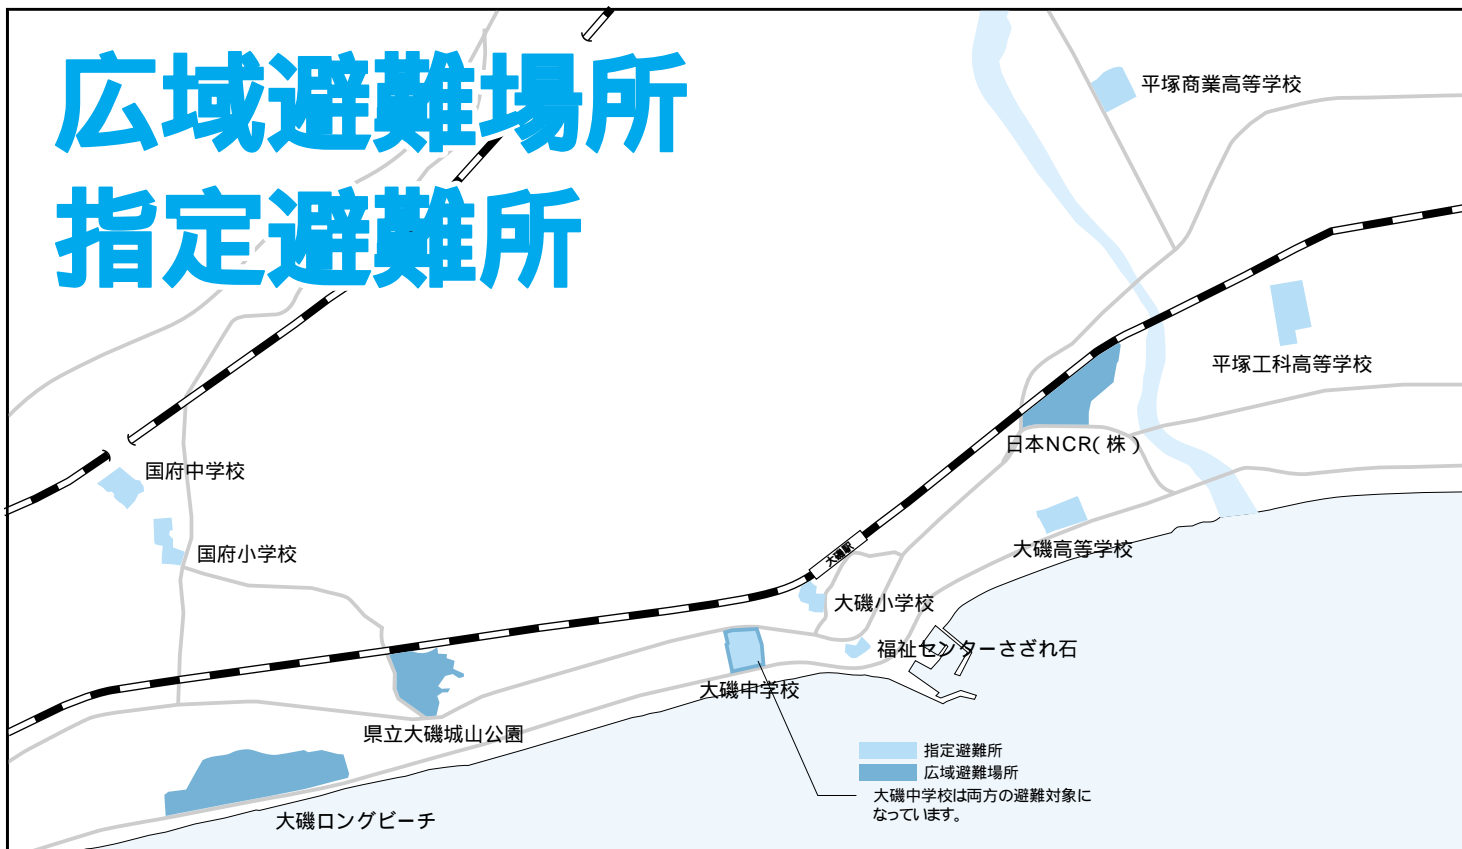 広域避難場所
指定避難所
平塚商業高等学校
平塚工科高等学校
日本NCR(株)
国府中学校
国府小学校
大磯高等学校
大磯駅
大磯小学校
福祉センターさざれ石
大磯中学校
県立大磯城山公園
大磯ロングビーチ
指定避難所
広域避難場所
大磯中学校は両方の避難対象に
なっています。